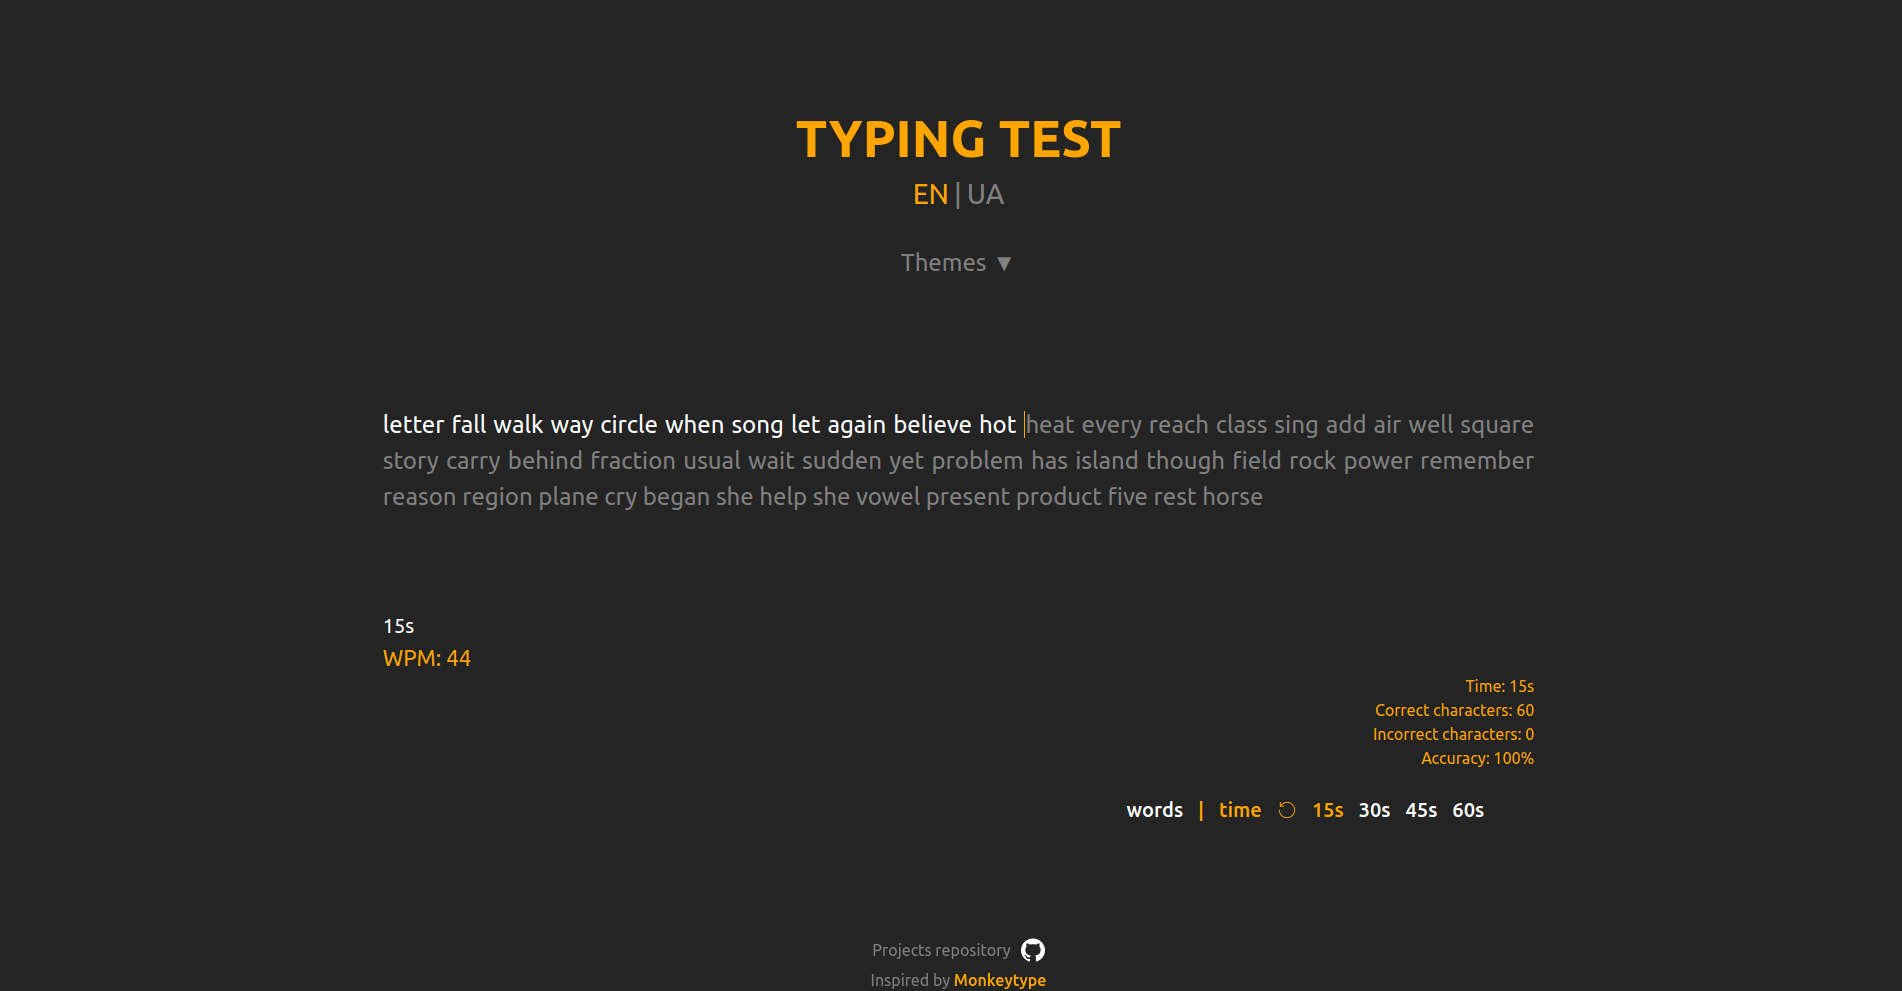 TYPING TEST
EN | UA
Themes ▼
letter fall walk way circle when song let again believe hot heat every reach class sing add air well square
story carry behind fraction usual wait sudden yet problem has island though field rock power remember
reason region plane cry began she help she vowel present product five rest horse
15s
WPM: 44
Time: 15s
Correct characters: 60
Incorrect characters: 0
Accuracy: 100%
words | time 15s 30s 45s 60s
Projects repository
Inspired by Monkeytype